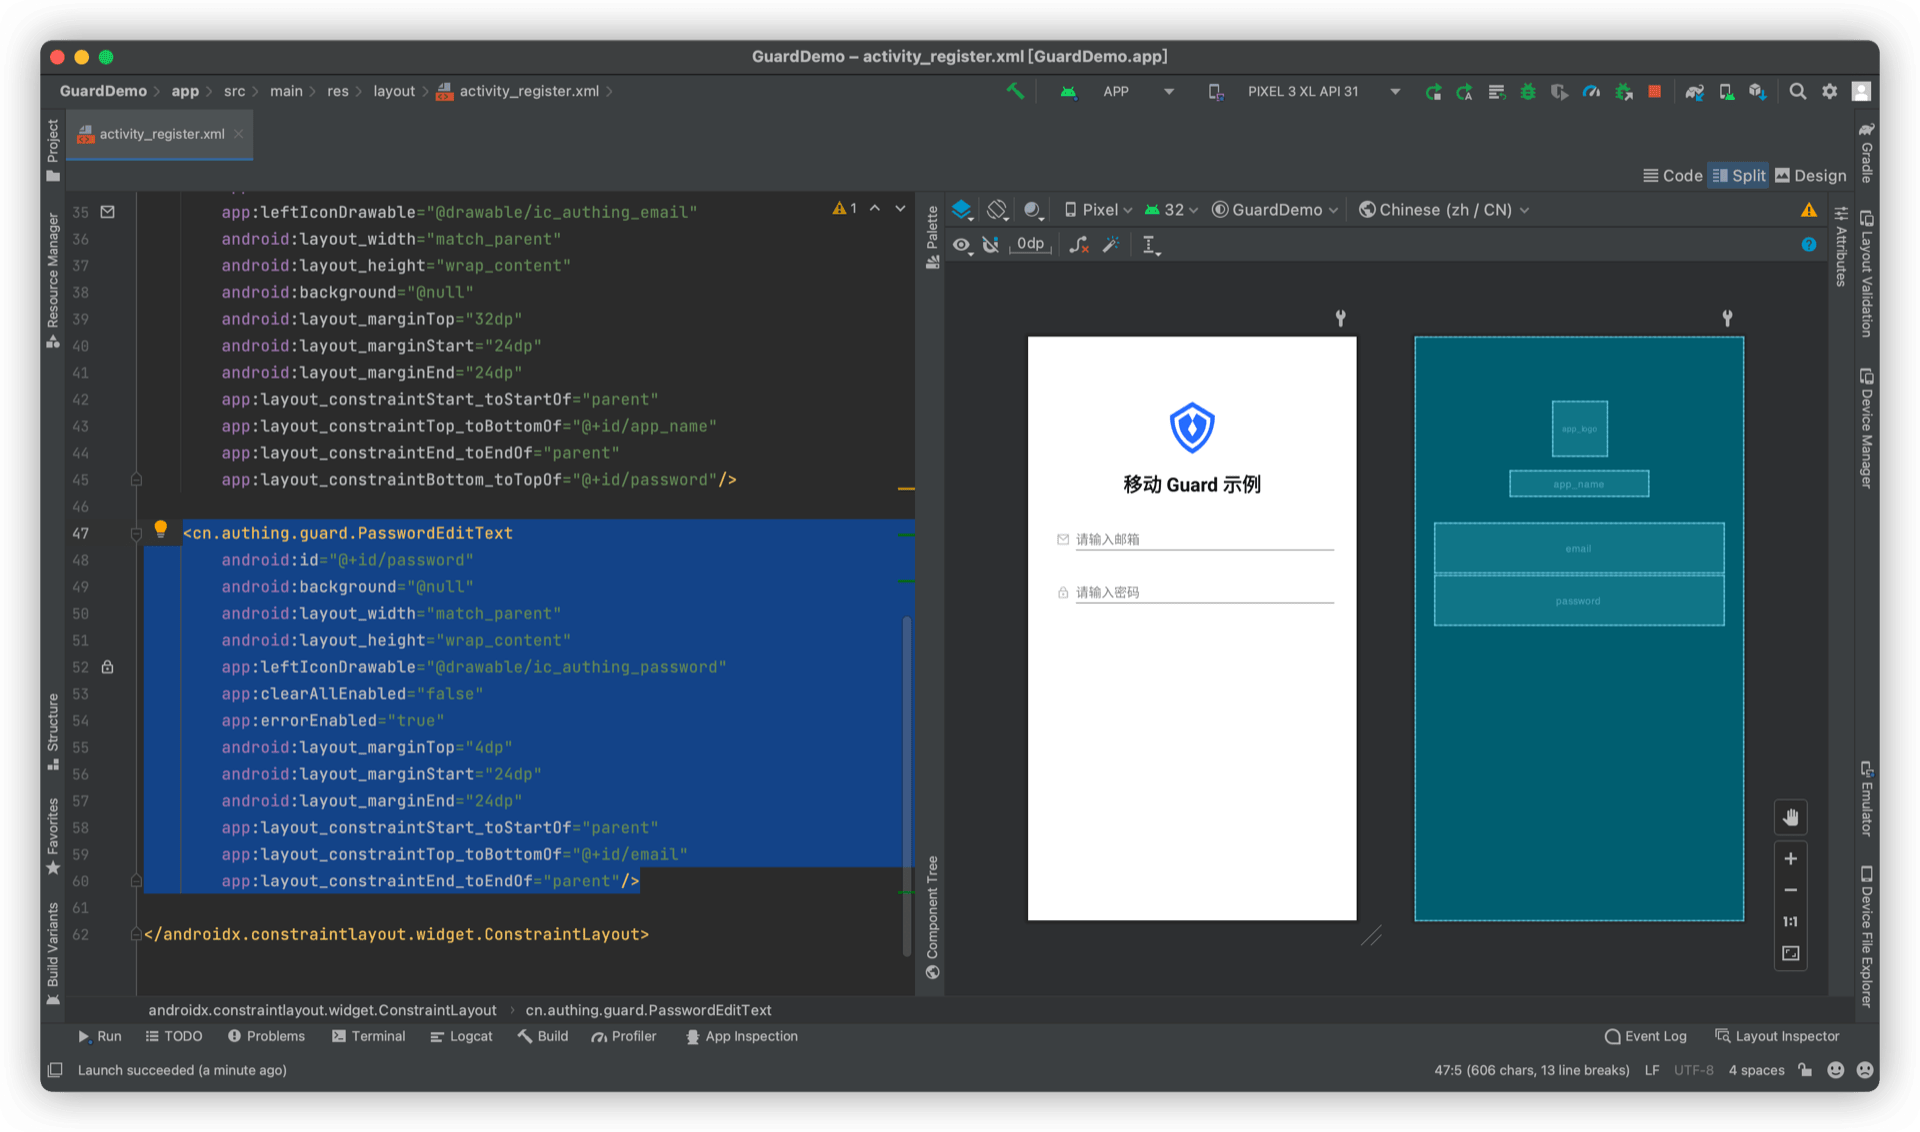 GuardDemo – activity_register.xml [GuardDemo.app]
GuardDemo app src main res layout activity_register.xml
APP PIXEL 3 XL API 31
activity_register.xml
Code Split Design
Project
Resource Manager
Structure
Favorites
Build Variants
35 app:leftIconDrawable="@drawable/ic_authing_email"
36 android:layout_width="match_parent"
37 android:layout_height="wrap_content"
38 android:background="@null"
39 android:layout_marginTop="32dp"
40 android:layout_marginStart="24dp"
41 android:layout_marginEnd="24dp"
42 app:layout_constraintStart_toStartOf="parent"
43 app:layout_constraintTop_toBottomOf="@+id/app_name"
44 app:layout_constraintEnd_toEndOf="parent"
45 app:layout_constraintBottom_toTopOf="@+id/password"/>
46
47 <cn.authing.guard.PasswordEditText
48 android:id="@+id/password"
49 android:background="@null"
50 android:layout_width="match_parent"
51 android:layout_height="wrap_content"
52 app:leftIconDrawable="@drawable/ic_authing_password"
53 app:clearAllEnabled="false"
54 app:errorEnabled="true"
55 android:layout_marginTop="4dp"
56 android:layout_marginStart="24dp"
57 android:layout_marginEnd="24dp"
58 app:layout_constraintStart_toStartOf="parent"
59 app:layout_constraintTop_toBottomOf="@+id/email"
60 app:layout_constraintEnd_toEndOf="parent"/>
61
62 </androidx.constraintlayout.widget.ConstraintLayout>
1
Palette
Component Tree
Pixel 32 GuardDemo Chinese (zh / CN)
0dp
移动 Guard 示例
请输入邮箱
请输入密码
app_logo
app_name
email
password
1:1
Attributes
Gradle
Layout Validation
Device Manager
Emulator
Device File Explorer
androidx.constraintlayout.widget.ConstraintLayout cn.authing.guard.PasswordEditText
Run TODO Problems Terminal Logcat Build Profiler App Inspection Event Log Layout Inspector
Launch succeeded (a minute ago) 47:5 (606 chars, 13 line breaks) LF UTF-8 4 spaces